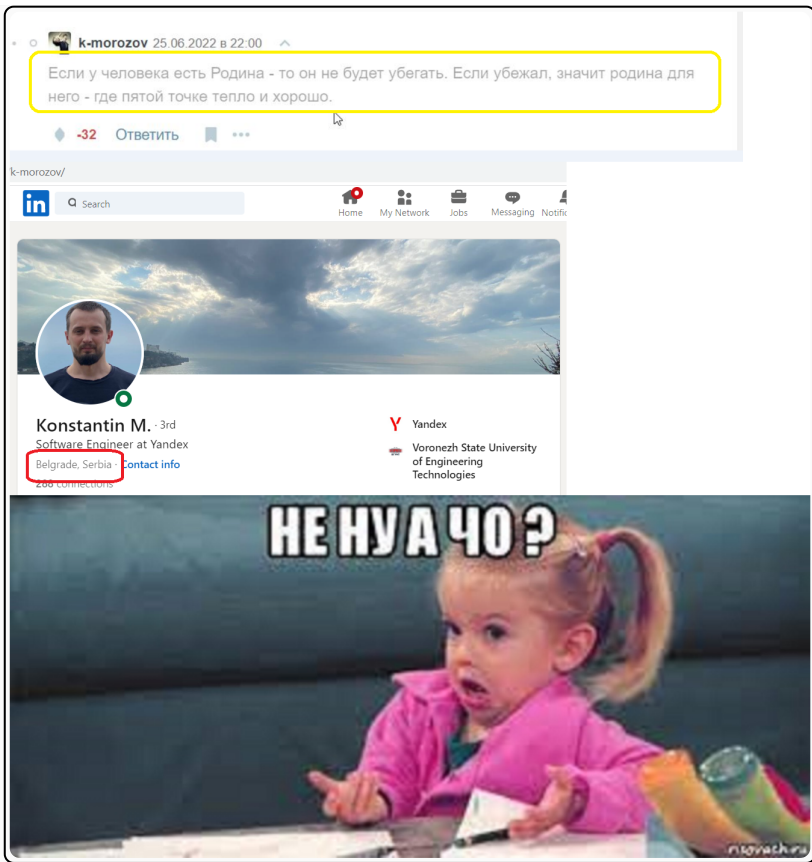 k-morozov 25.06.2022 в 22:00
Если у человека есть Родина - то он не будет убегать. Если убежал, значит родина для
него - где пятой точке тепло и хорошо.
-32 Ответить
k-morozov/
in Search
Home My Network Jobs Messaging Notific
Konstantin M. · 3rd
Software Engineer at Yandex
Belgrade, Serbia · Contact info
288 connections
Y Yandex
Voronezh State University
of Engineering
Technologies
НЕ НУ А ЧО ?
risovach.ru